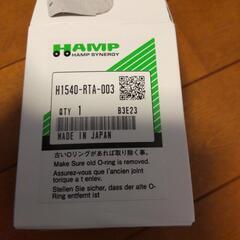 HAMP
HAMP SYNERGY
H1540-RTA-003
QTY 1 B3E23
MADE IN JAPAN
古いOリングがあれば取り除く事。
Make Sure old O-ring is removed.
Assurez-vous que l'ancien joint
torique a t enlev.
Stellen Sie sicher, dass der alte O-
Ring entfernt ist